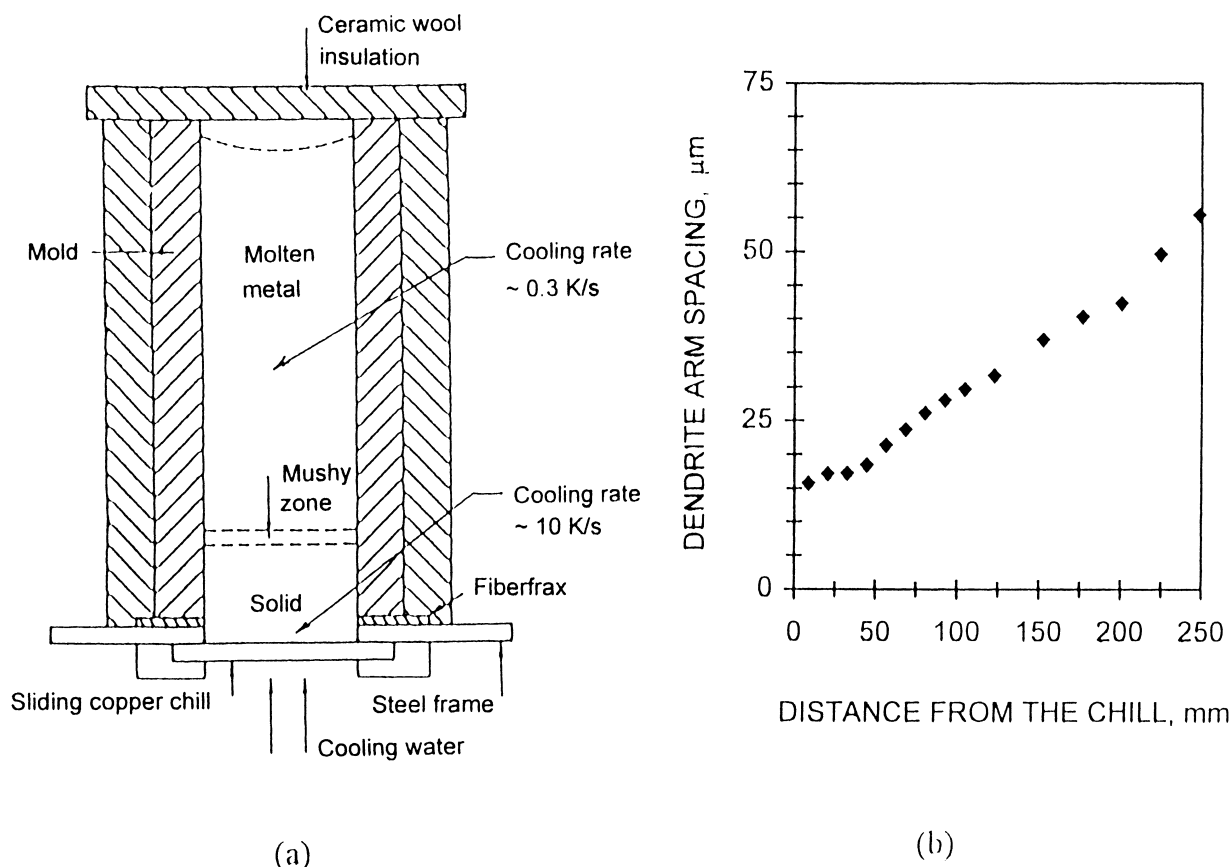 Ceramic wool
insulation
Mold
Molten
metal
Cooling rate
~ 0.3 K/s
Mushy
zone
Cooling rate
~ 10 K/s
Solid
Fiberfrax
Sliding copper chill
Steel frame
Cooling water
(a)
75
50
25
0
DENDRITE ARM SPACING, μm
0 50 100 150 200 250
DISTANCE FROM THE CHILL, mm
(b)